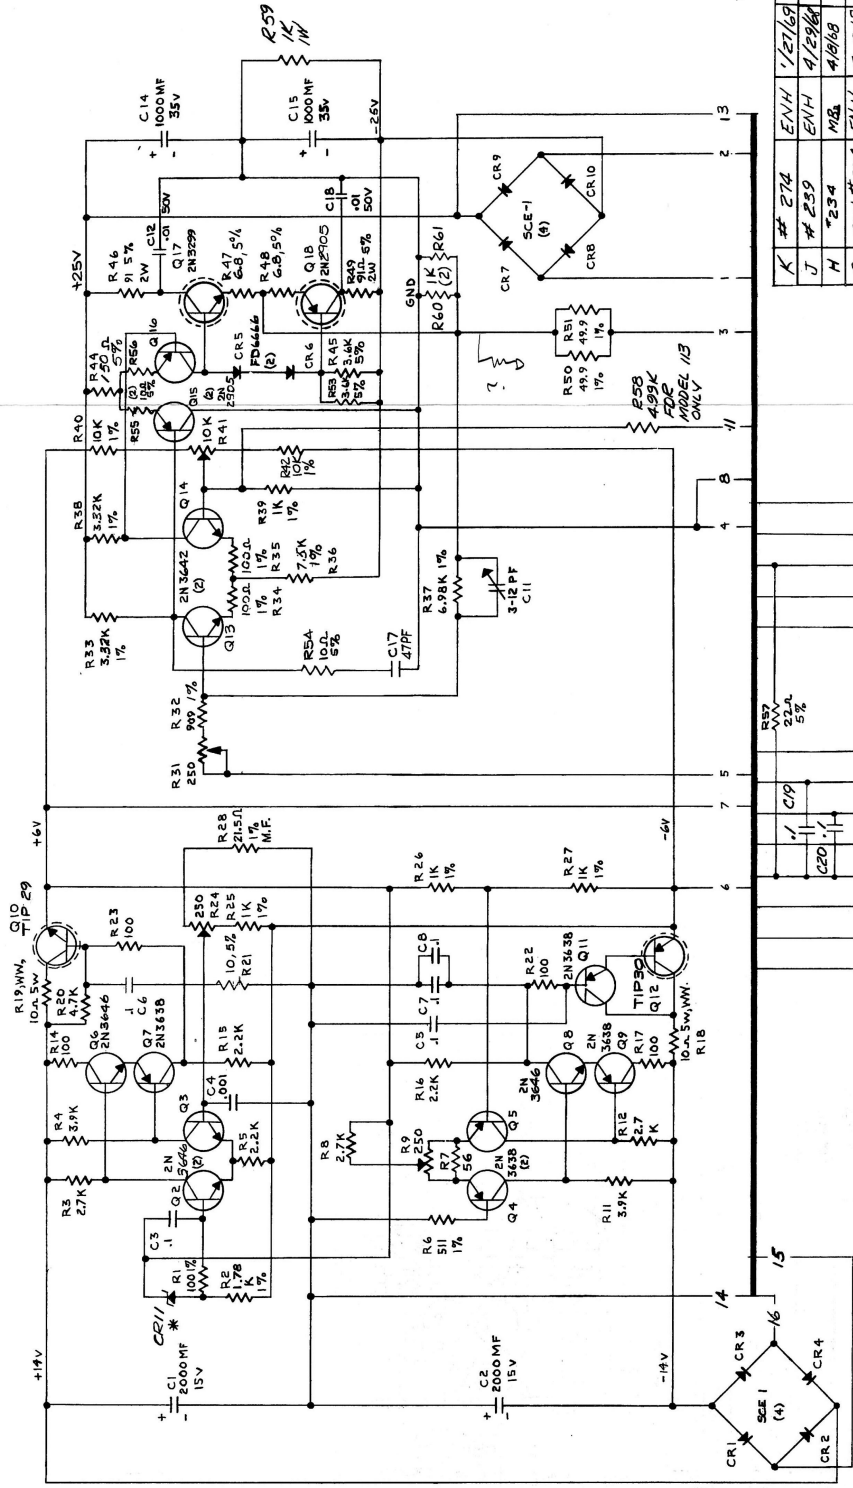 +14V
C1
2000MF
15V
CR11
*
C3
.1
R1
100 1%
R2
1.78
K
1%
R3
2.7K
R4
3.9K
Q2
2N
3646
(2)
Q3
R5
2.2K
C4
.001
R14
100
Q6
2N3646
Q7
2N3638
R15
2.2K
R19, WW,
10Ω 5W
R20
4.7K
C6
.1
R23
100
10, 5%
R21
Q10
TIP 29
250
R24
R25
1K
1%
R28
21.5Ω
1%
M.F.
+6V
C2
2000MF
15V
-14V
R6
511
1%
R8
2.7K
R9
250
R7
56
Q4
2N
3638
(2)
Q5
R11
3.9K
R12
2.7
K
R16
2.2K
C5
.1
C7
.1
C8
.1
R22
100
Q8
2N
3646
Q9
2N
3638
R17
100
2N3638
Q11
TIP30
Q12
10Ω 5W, WW.
R18
R26
1K
1%
R27
1K
1%
-6V
CR1
CR2
CR3
CR4
SCE 1
(4)
16
14
15
6
7
5
4
8
11
3
1
2
13
R31
250
R32
909 1%
R33
3.32K
1%
R38
3.32K
1%
R40
10K
1%
R44
150Ω
5%
R55
R56
(2)
10Ω
5%
Q13
2N3642
(2)
Q14
100Ω
1%
R34
100Ω
1%
R35
7.5K
1%
R36
R39
1K
1%
10K
R41
R42
10K
1%
R54
10Ω
5%
C17
47PF
R37
6.98K 1%
3-12 PF
C11
Q15
(2)
2N
2905
Q16
CR5
FD6666
(2)
CR6
R53
3.6K
5%
R45
3.6K
5%
+25V
R46
91 5%
2W
C12
.01
50V
Q17
2N3299
R47
6.8, 5%
R48
6.8, 5%
Q18
2N2905
R49
91Ω 5%
2W
C18
.01
50V
C14
1000MF
35V
C15
1000MF
35V
-25V
R59
1K
1W
GND
R60
1K
(2)
R61
?
R50
49.9
1%
R51
49.9
1%
R58
4.99K
FOR
MODEL 113
ONLY
CR7
CR8
CR9
CR10
SCE-1
(4)
R57
22Ω
5%
C19
.1
C20
.1
K # 274 ENH 1/27/69
J # 239 ENH 4/29/68
H #234 4/8/68